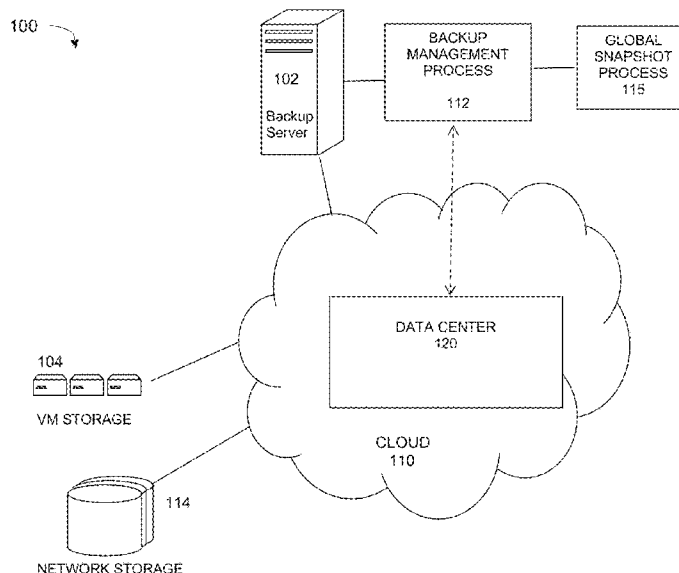 100
102
Backup
Server
BACKUP
MANAGEMENT
PROCESS
112
GLOBAL
SNAPSHOT
PROCESS
115
DATA CENTER
120
104
VM STORAGE
CLOUD
110
114
NETWORK STORAGE